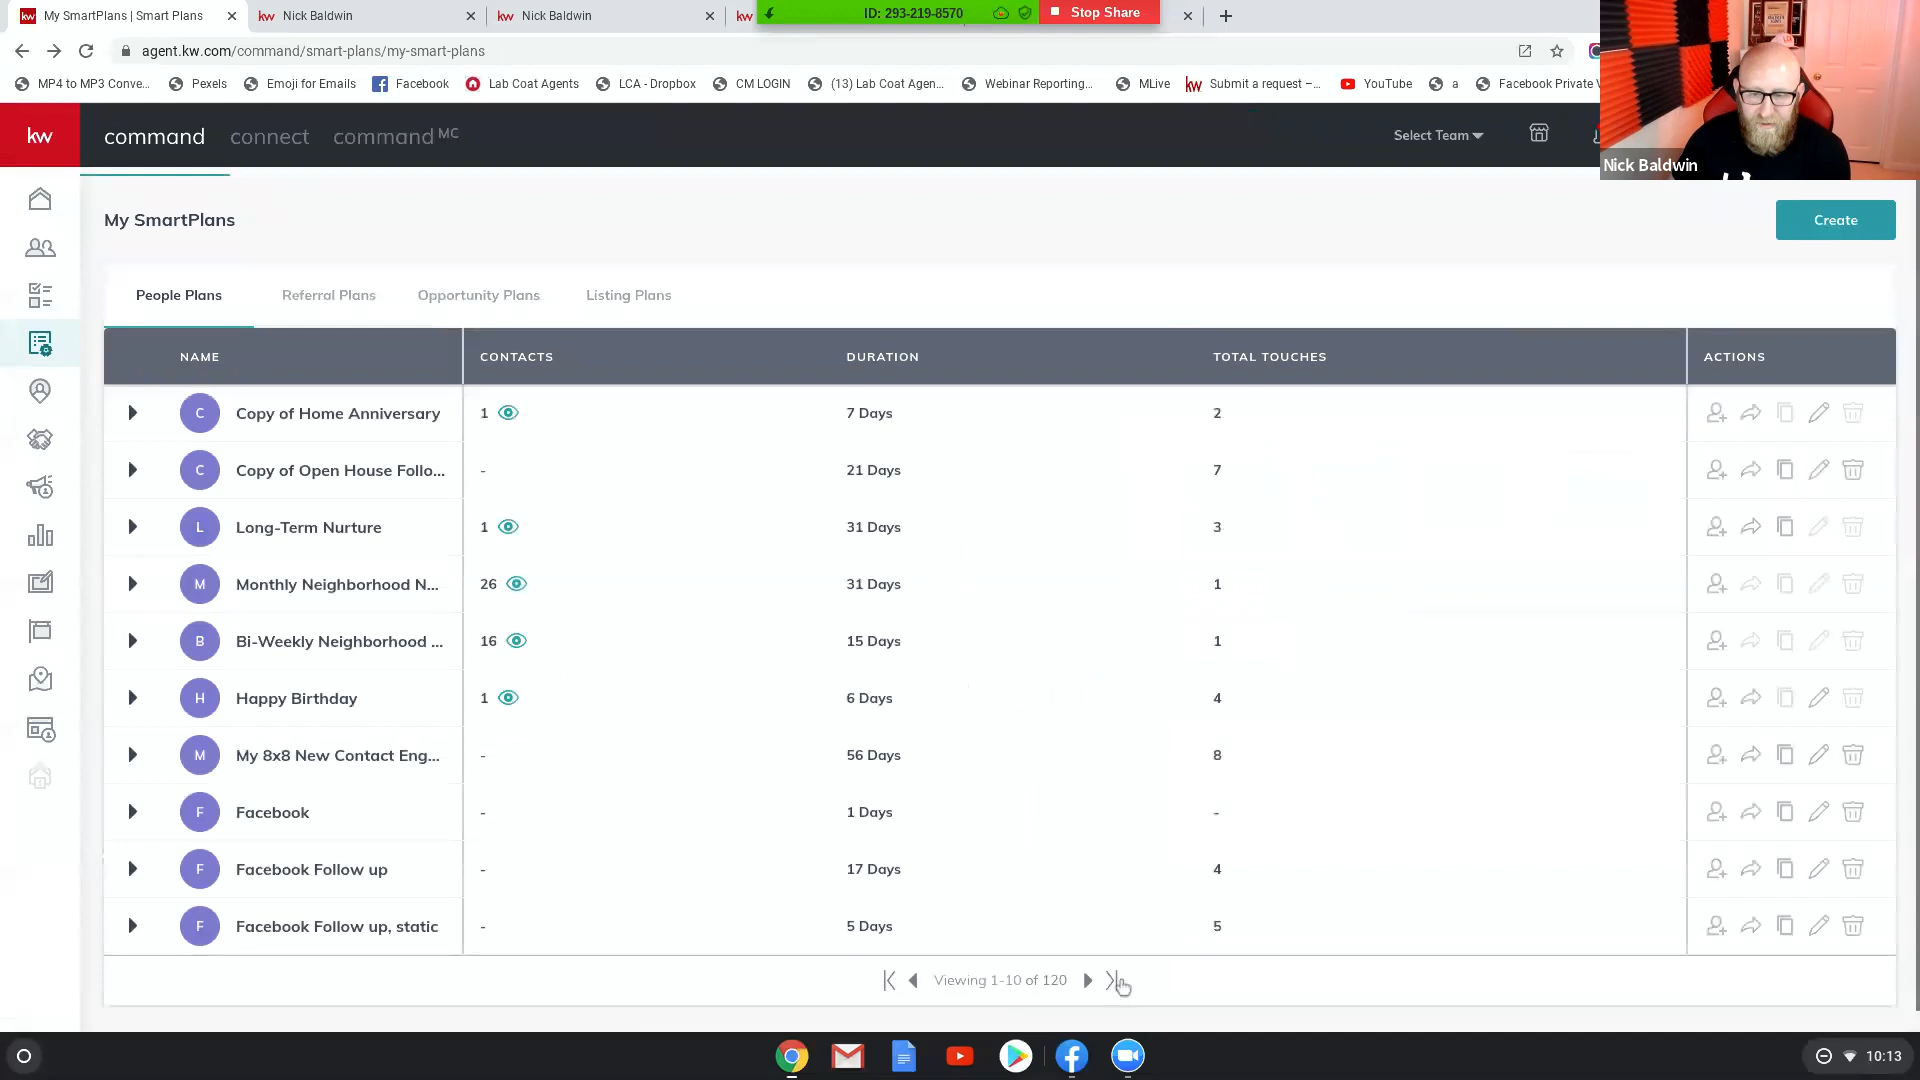 My SmartPlans | Smart Plans
kw Nick Baldwin
kw Nick Baldwin
kw
ID: 293-219-8570
Stop Share
agent.kw.com/command/smart-plans/my-smart-plans
MP4 to MP3 Conve...
Pexels
Emoji for Emails
Facebook
Lab Coat Agents
LCA - Dropbox
CM LOGIN
(13) Lab Coat Agen...
Webinar Reporting...
MLive
kw Submit a request –...
YouTube
a
Facebook Private V
kw
command connect command MC
Select Team
Nick Baldwin
My SmartPlans
Create
People Plans Referral Plans Opportunity Plans Listing Plans
NAME CONTACTS DURATION TOTAL TOUCHES ACTIONS
C Copy of Home Anniversary 1 7 Days 2
C Copy of Open House Follo... - 21 Days 7
L Long-Term Nurture 1 31 Days 3
M Monthly Neighborhood N... 26 31 Days 1
B Bi-Weekly Neighborhood ... 16 15 Days 1
H Happy Birthday 1 6 Days 4
M My 8x8 New Contact Eng... - 56 Days 8
F Facebook - 1 Days -
F Facebook Follow up - 17 Days 4
F Facebook Follow up, static - 5 Days 5
Viewing 1-10 of 120
10:13